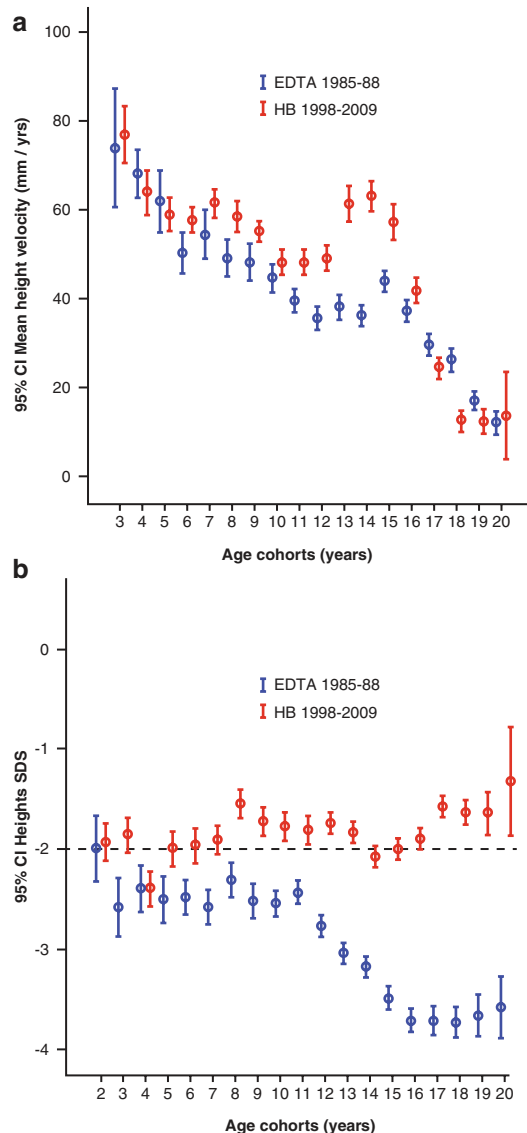 a
100
80
60
40
20
0
95% CI Mean height velocity (mm / yrs)
EDTA 1985-88
HB 1998-2009
3 4 5 6 7 8 9 10 11 12 13 14 15 16 17 18 19 20
Age cohorts (years)
b
0
-1
-2
-3
-4
95% CI Heights SDS
EDTA 1985-88
HB 1998-2009
2 3 4 5 6 7 8 9 10 11 12 13 14 15 16 17 18 19 20
Age cohorts (years)